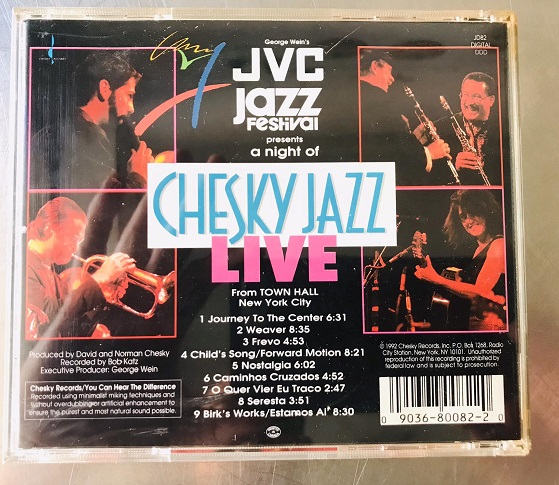 George Wein's
JVC
Jazz
Festival
presents
a night of
CHESKY JAZZ
LIVE
From TOWN HALL
New York City
1 Journey To The Center 6:31
2 Weaver 8:35
3 Frevo 4:53
4 Child's Song/Forward Motion 8:21
5 Nostalgia 6:02
6 Caminhos Cruzados 4:52
7 O Quer Vier Eu Traco 2:47
8 Seresta 3:51
9 Birk's Works/Estamos Aí 8:30
JD82
DIGITAL
DDD
Produced by David and Norman Chesky
Recorded by Bob Katz
Executive Producer: George Wein
Chesky Records/You Can Hear The Difference
Recorded using minimalist miking techniques and
without overdubbing or artificial enhancement to
ensure the purest and most natural sound possible.
© 1992 Chesky Records, Inc. P.O. Box 1268, Radio
City Station, New York, NY 10101. Unauthorized
reproduction of this recording is prohibited by
federal law and is subject to prosecution.
0 9036-80082-2 0